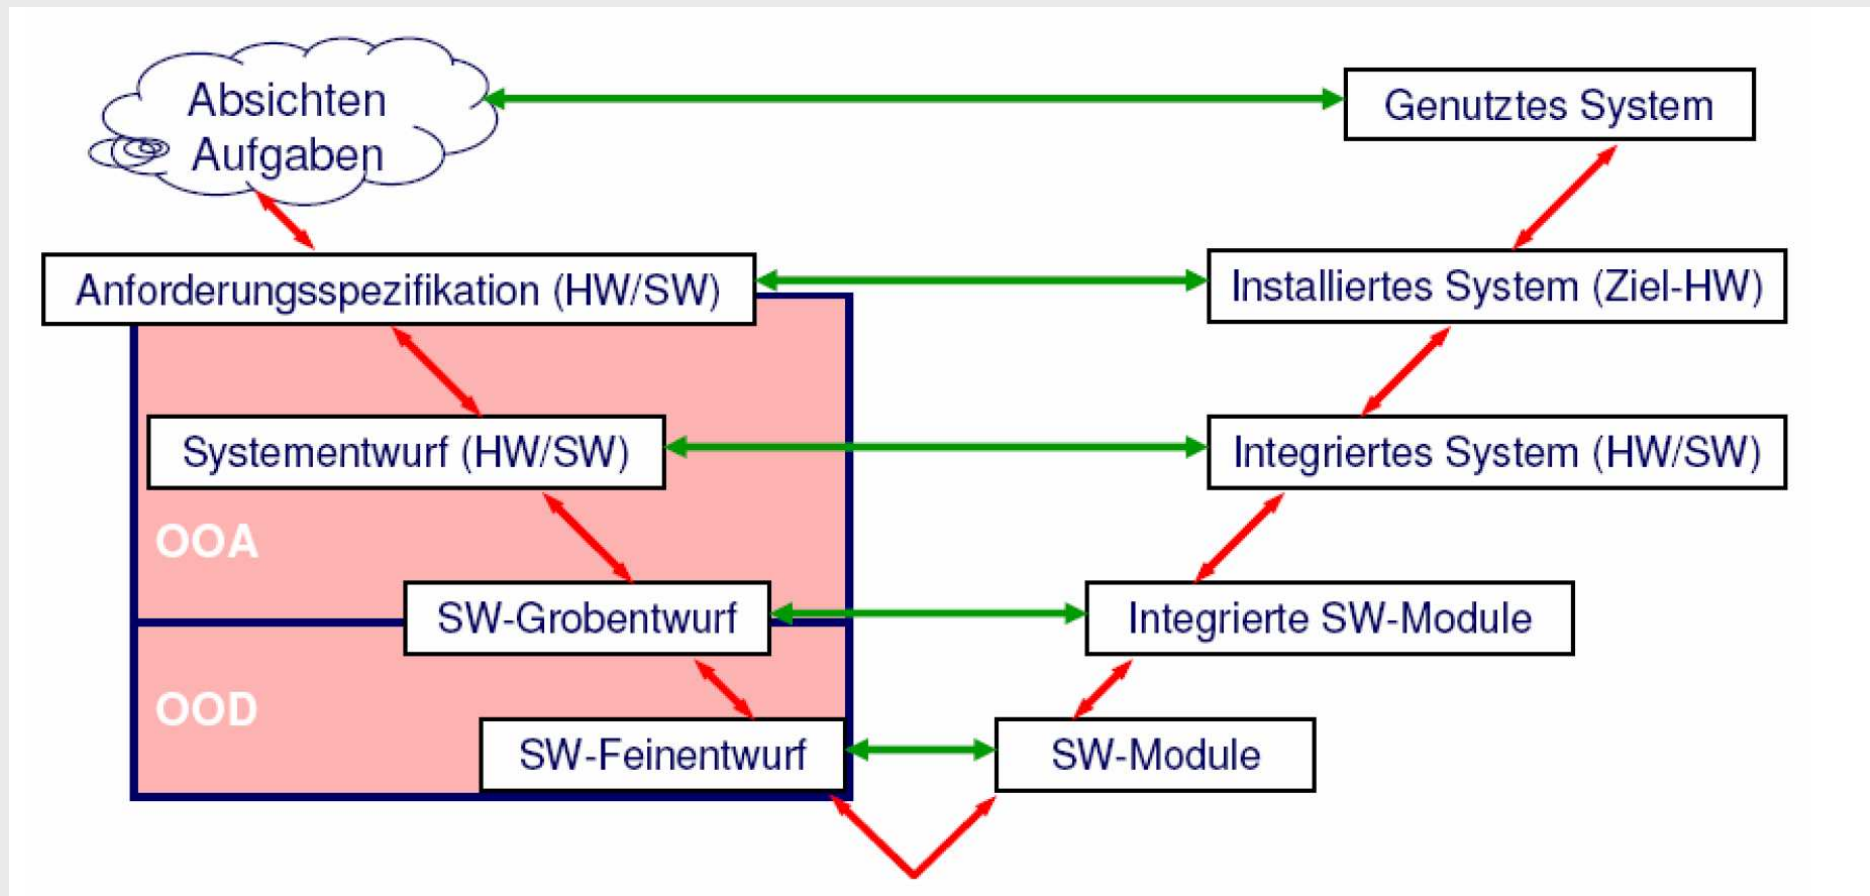 Absichten
Aufgaben
Genutztes System
Anforderungsspezifikation (HW/SW)
Installiertes System (Ziel-HW)
Systementwurf (HW/SW)
Integriertes System (HW/SW)
OOA
SW-Grobentwurf
Integrierte SW-Module
OOD
SW-Feinentwurf
SW-Module